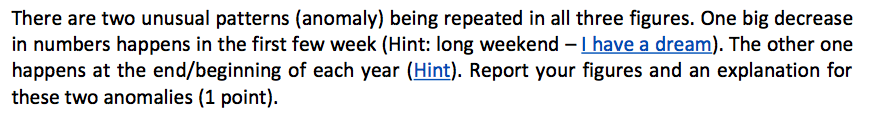 There are two unusual patterns (anomaly) being repeated in all three figures. One big decrease
in numbers happens in the first few week (Hint: long weekend – I have a dream). The other one
happens at the end/beginning of each year (Hint). Report your figures and an explanation for
these two anomalies (1 point).